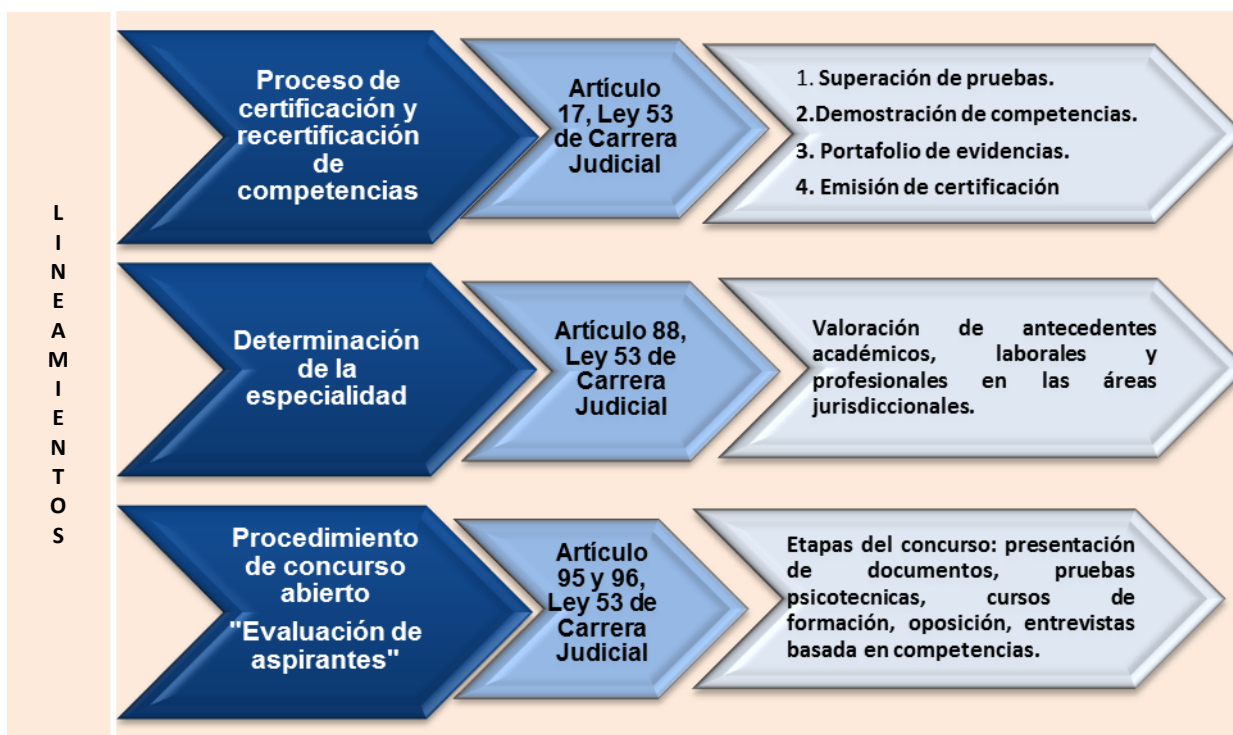 LINEAMIENTOS
Proceso de
certificación y
recertificación
de
competencias
Artículo
17, Ley 53
de Carrera
Judicial
1. Superación de pruebas.
2.Demostración de competencias.
3. Portafolio de evidencias.
4. Emisión de certificación
Determinación
de la
especialidad
Artículo 88,
Ley 53 de
Carrera
Judicial
Valoración de antecedentes
académicos, laborales y
profesionales en las áreas
jurisdiccionales.
Procedimiento
de concurso
abierto
"Evaluación de
aspirantes"
Artículo
95 y 96,
Ley 53 de
Carrera
Judicial
Etapas del concurso: presentación
de documentos, pruebas
psicotecnicas, cursos de
formación, oposición, entrevistas
basada en competencias.